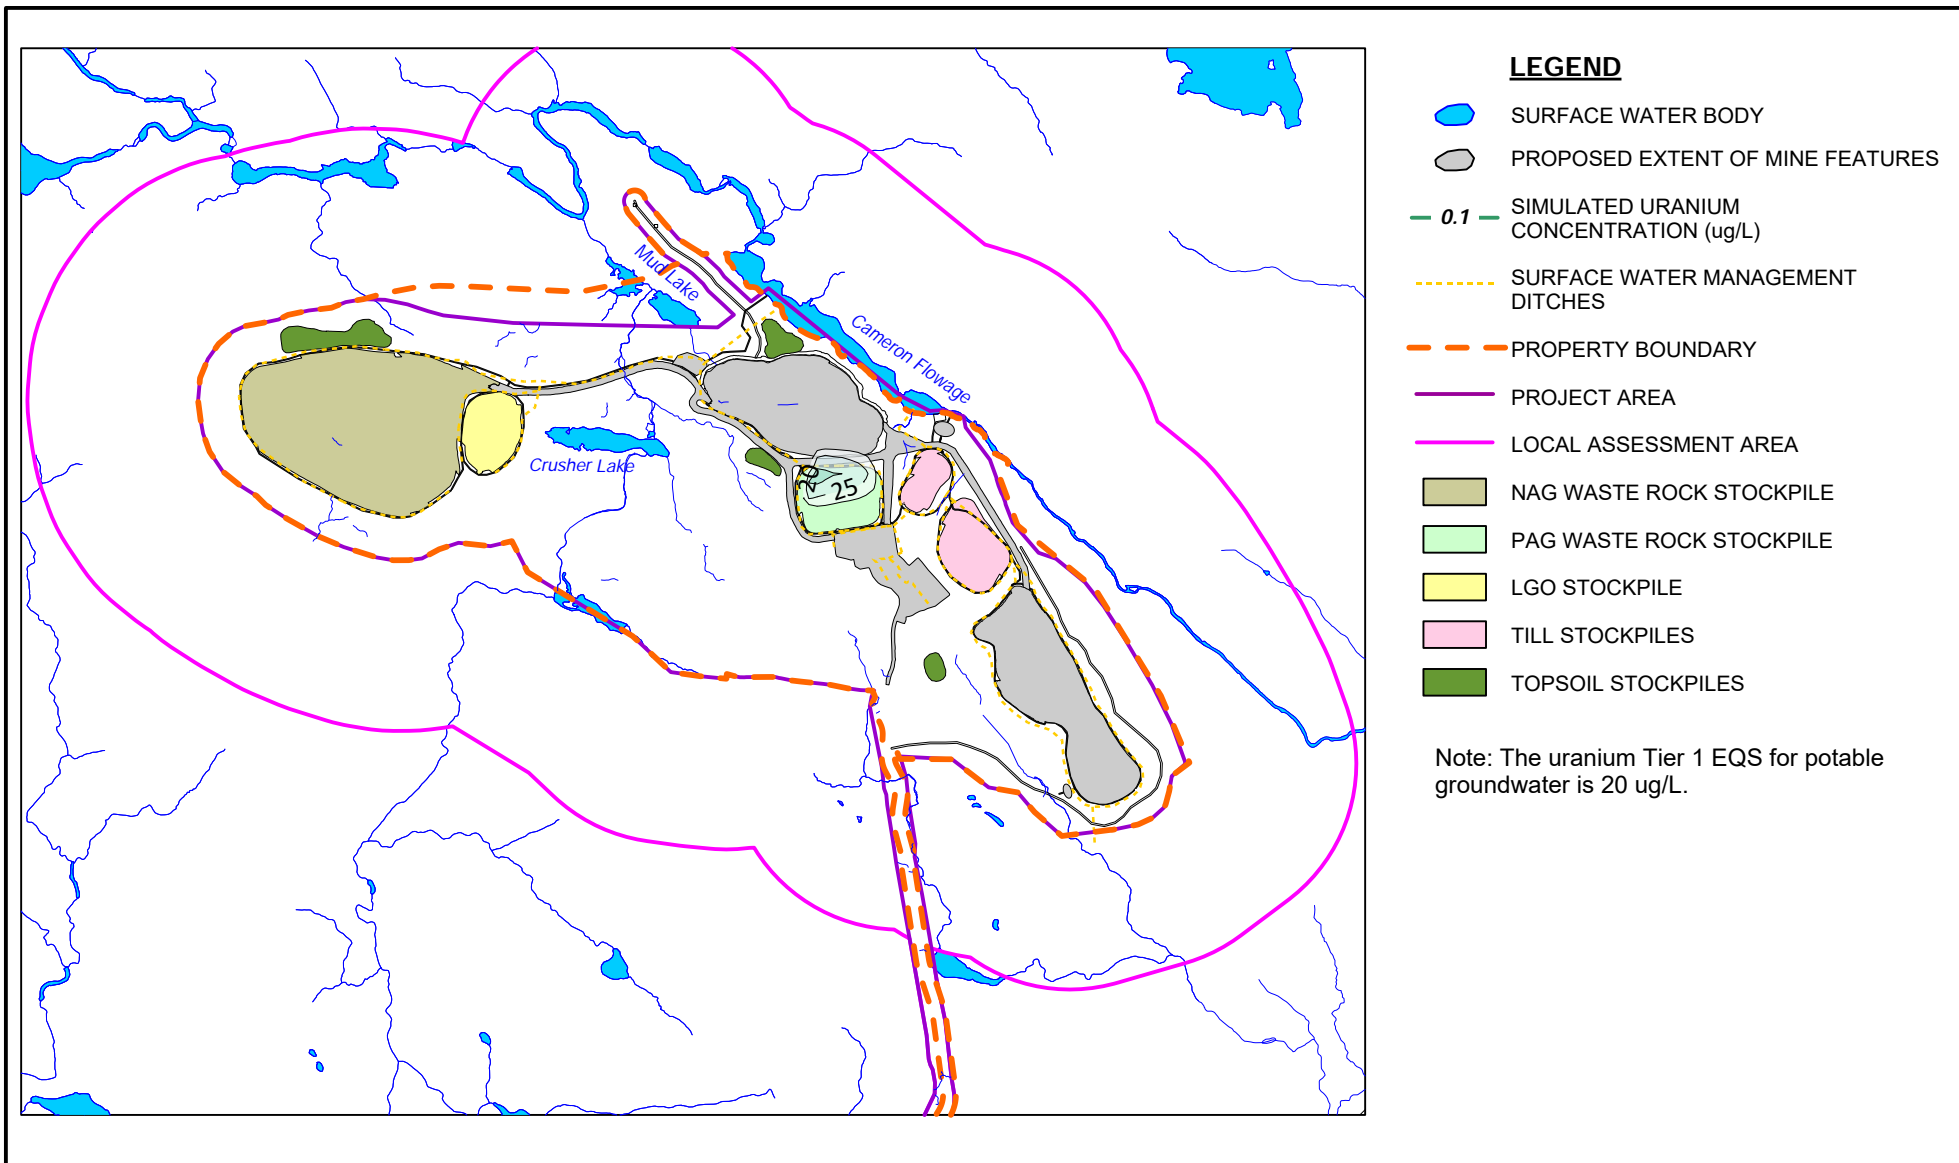 LEGEND
SURFACE WATER BODY
PROPOSED EXTENT OF MINE FEATURES
0.1
SIMULATED URANIUM
CONCENTRATION (ug/L)
SURFACE WATER MANAGEMENT
DITCHES
PROPERTY BOUNDARY
PROJECT AREA
LOCAL ASSESSMENT AREA
NAG WASTE ROCK STOCKPILE
PAG WASTE ROCK STOCKPILE
LGO STOCKPILE
TILL STOCKPILES
TOPSOIL STOCKPILES
Note: The uranium Tier 1 EQS for potable
groundwater is 20 ug/L.
Mud Lake
Cameron Flowage
Crusher Lake
20
25